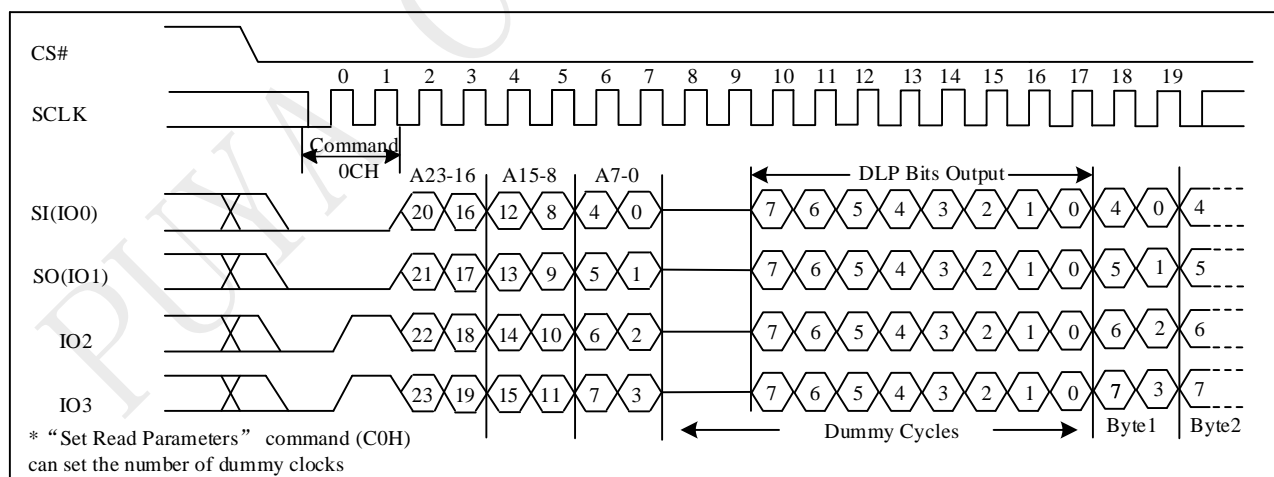 CS#
0 1 2 3 4 5 6 7 8 9 10 11 12 13 14 15 16 17 18 19
SCLK
Command
0CH
A23-16 A15-8 A7-0
DLP Bits Output
SI(IO0) 20 16 12 8 4 0 7 6 5 4 3 2 1 0 4 0 4
SO(IO1) 21 17 13 9 5 1 7 6 5 4 3 2 1 0 5 1 5
IO2 22 18 14 10 6 2 7 6 5 4 3 2 1 0 6 2 6
IO3 23 19 15 11 7 3 7 6 5 4 3 2 1 0 7 3 7
Dummy Cycles Byte1 Byte2
* “Set Read Parameters” command (C0H)
can set the number of dummy clocks
PUYA